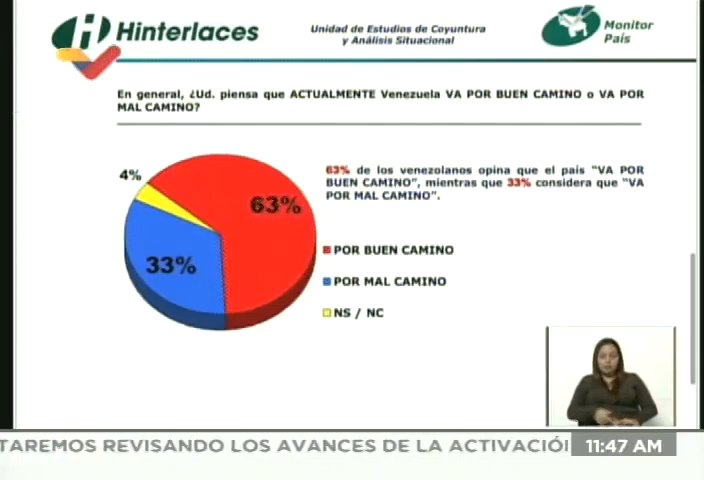 Hinterlaces
Unidad de Estudios de Coyuntura
y Análisis Situacional
Monitor
País
En general, ¿Ud. piensa que ACTUALMENTE Venezuela VA POR BUEN CAMINO o VA POR
MAL CAMINO?
63% de los venezolanos opina que el país "VA POR
BUEN CAMINO", mientras que 33% considera que "VA
POR MAL CAMINO".
4%
63%
33%
POR BUEN CAMINO
POR MAL CAMINO
NS / NC
TAREMOS REVISANDO LOS AVANCES DE LA ACTIVACIÓ
11:47 AM